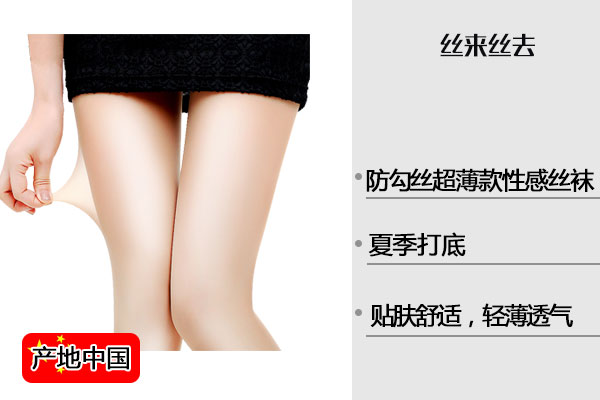 丝来丝去
防勾丝超薄款性感丝袜
夏季打底
贴肤舒适，轻薄透气
产地中国